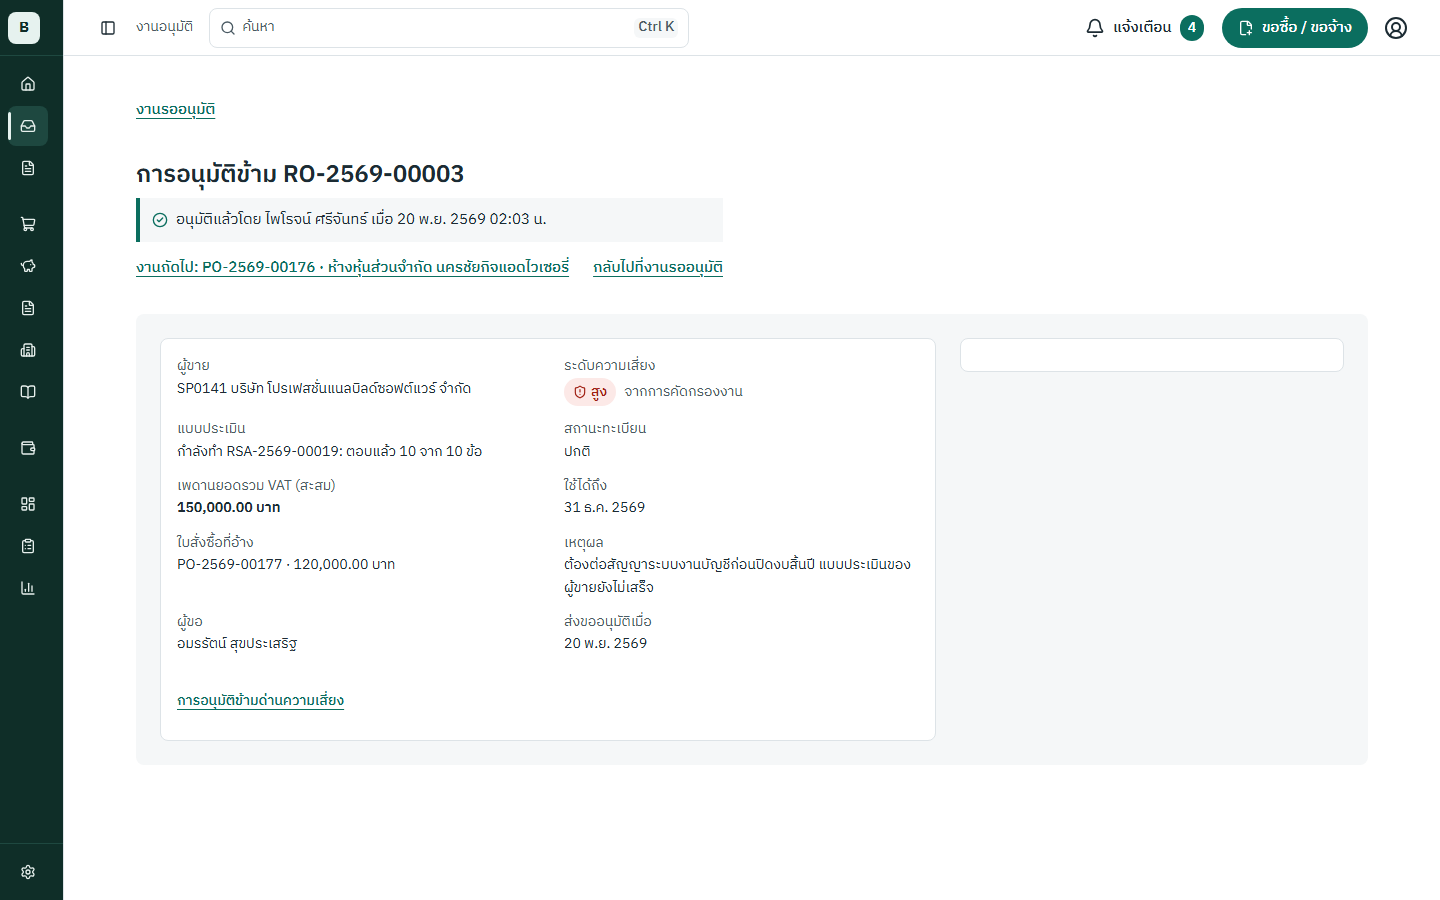 B
งานอนุมัติ
ค้นหา
Ctrl K
แจ้งเตือน 4
ขอซื้อ / ขอจ้าง
งานรออนุมัติ
การอนุมัติข้าม RO-2569-00003
อนุมัติแล้วโดย ไพโรจน์ ศรีจันทร์ เมื่อ 20 พ.ย. 2569 02:03 น.
งานถัดไป: PO-2569-00176 · ห้างหุ้นส่วนจำกัด นครชัยกิจแอดไวเซอรี่
กลับไปที่งานรออนุมัติ
ผู้ขาย
SP0141 บริษัท โปรเฟสชั่นแนลบิลด์ซอฟต์แวร์ จำกัด
ระดับความเสี่ยง
สูง จากการคัดกรองงาน
แบบประเมิน
กำลังทำ RSA-2569-00019: ตอบแล้ว 10 จาก 10 ข้อ
สถานะทะเบียน
ปกติ
เพดานยอดรวม VAT (สะสม)
150,000.00 บาท
ใช้ได้ถึง
31 ธ.ค. 2569
ใบสั่งซื้อที่อ้าง
PO-2569-00177 · 120,000.00 บาท
เหตุผล
ต้องต่อสัญญาระบบงานบัญชีก่อนปิดงบสิ้นปี แบบประเมินของ
ผู้ขายยังไม่เสร็จ
ผู้ขอ
อมรรัตน์ สุขประเสริฐ
ส่งขออนุมัติเมื่อ
20 พ.ย. 2569
การอนุมัติข้ามด่านความเสี่ยง